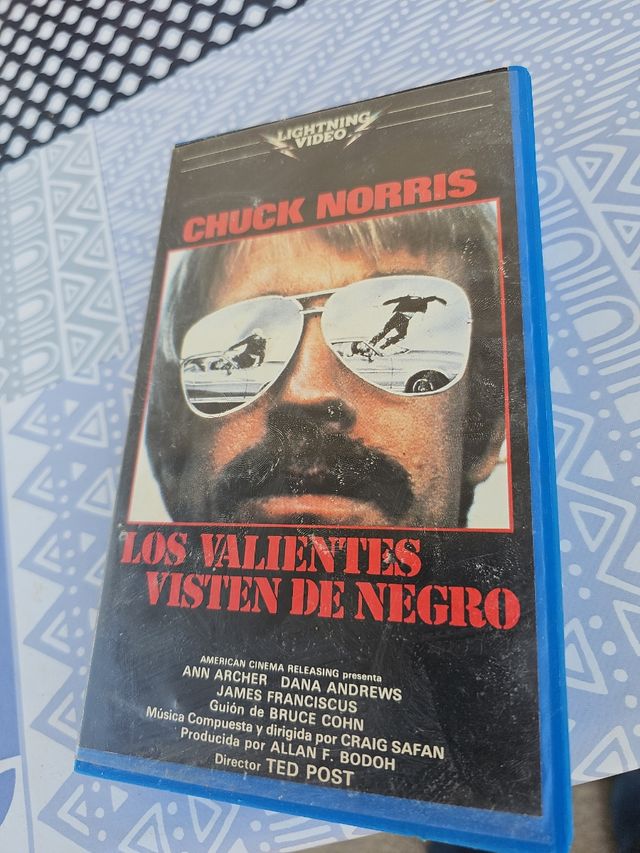 LIGHTNING
VIDEO
CHUCK NORRIS
LOS VALIENTES
VISTEN DE NEGRO
AMERICAN CINEMA RELEASING presenta
ANN ARCHER DANA ANDREWS
JAMES FRANCISCUS
Guión de BRUCE COHN
Música Compuesta y dirigida por CRAIG SAFAN
Producida por ALLAN F. BODOH
Director TED POST